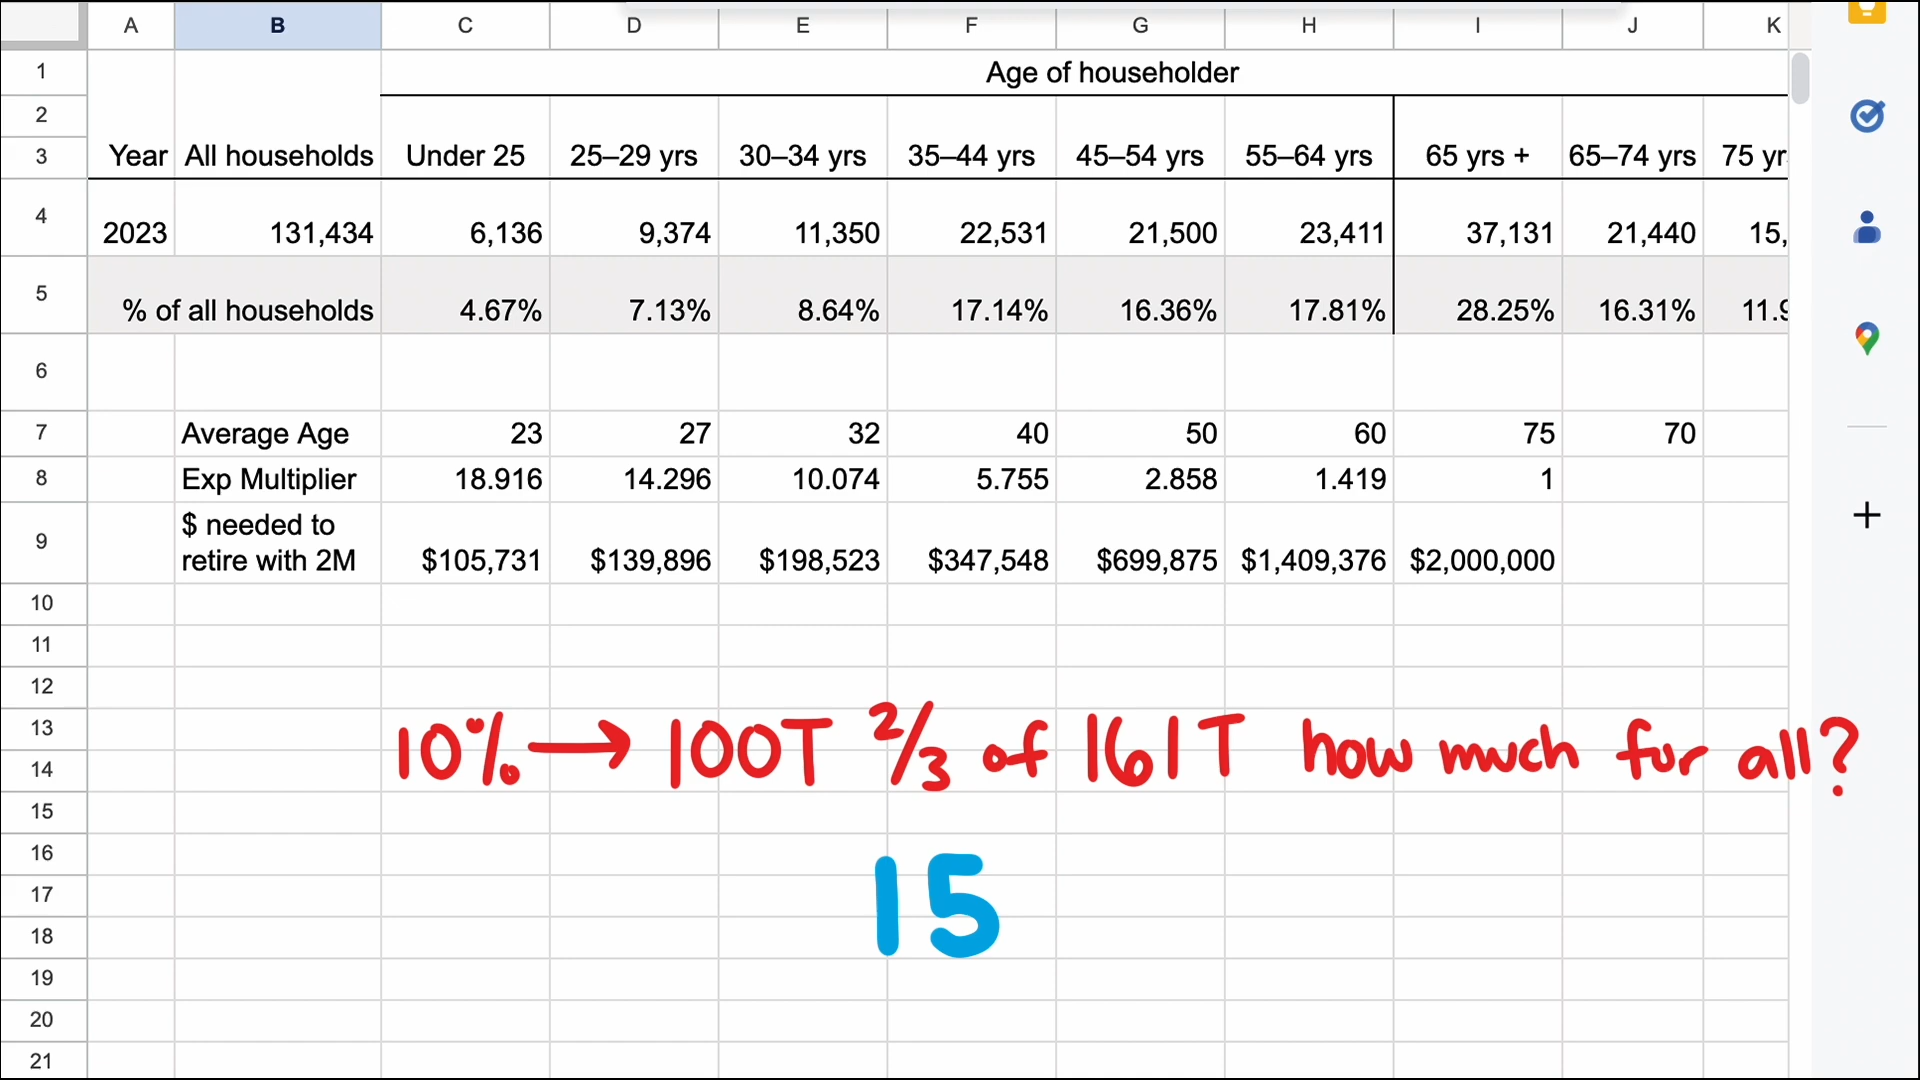 A B C D E F G H I J K
1 Age of householder
2
3 Year All households Under 25 25–29 yrs 30–34 yrs 35–44 yrs 45–54 yrs 55–64 yrs 65 yrs + 65–74 yrs 75 yr
4 2023 131,434 6,136 9,374 11,350 22,531 21,500 23,411 37,131 21,440 15,
5 % of all households 4.67% 7.13% 8.64% 17.14% 16.36% 17.81% 28.25% 16.31% 11.9
6
7 Average Age 23 27 32 40 50 60 75 70
8 Exp Multiplier 18.916 14.296 10.074 5.755 2.858 1.419 1
9 $ needed to
retire with 2M $105,731 $139,896 $198,523 $347,548 $699,875 $1,409,376 $2,000,000
10
11
12
13
10% → 100T 2/3 of 161T how much for all?
14
15
16
17
15
18
19
20
21